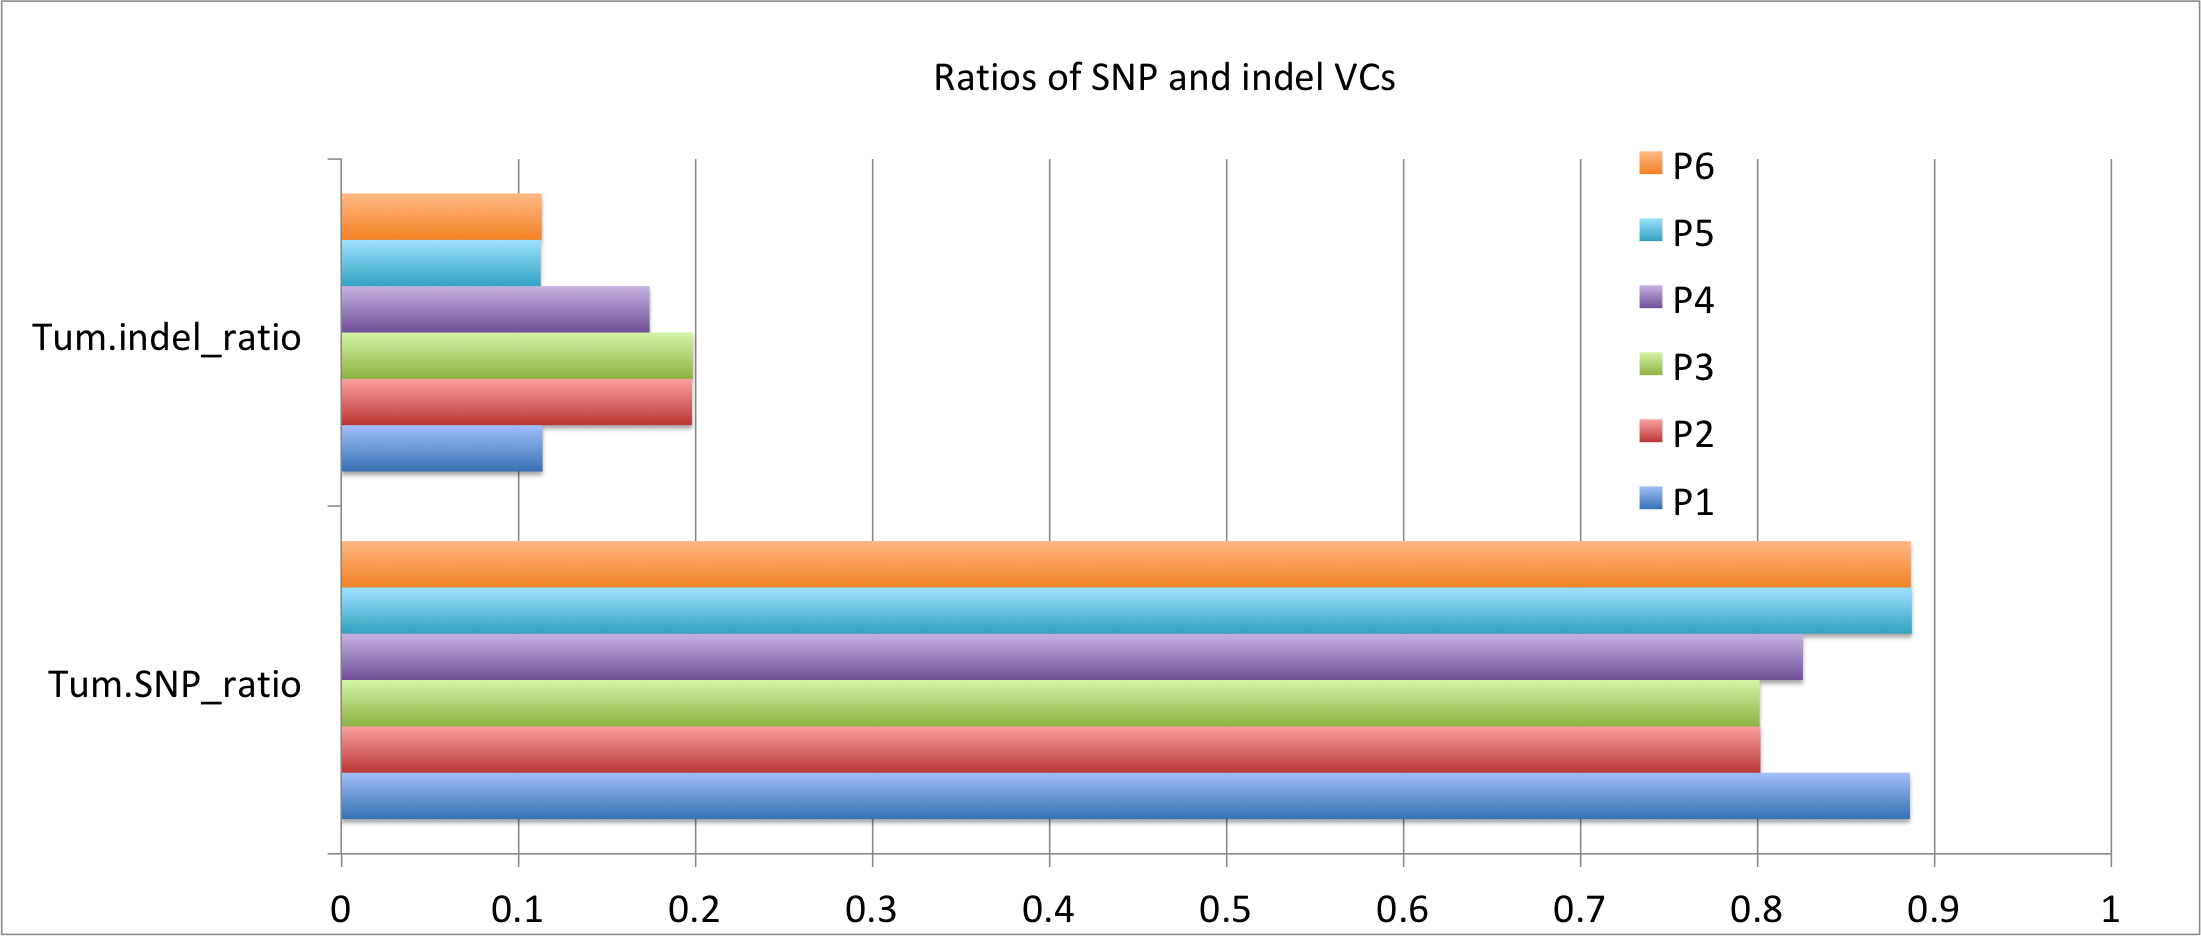 Ratios of SNP and indel VCs
P6
P5
P4
P3
P2
P1
Tum.indel_ratio
Tum.SNP_ratio
0 0.1 0.2 0.3 0.4 0.5 0.6 0.7 0.8 0.9 1